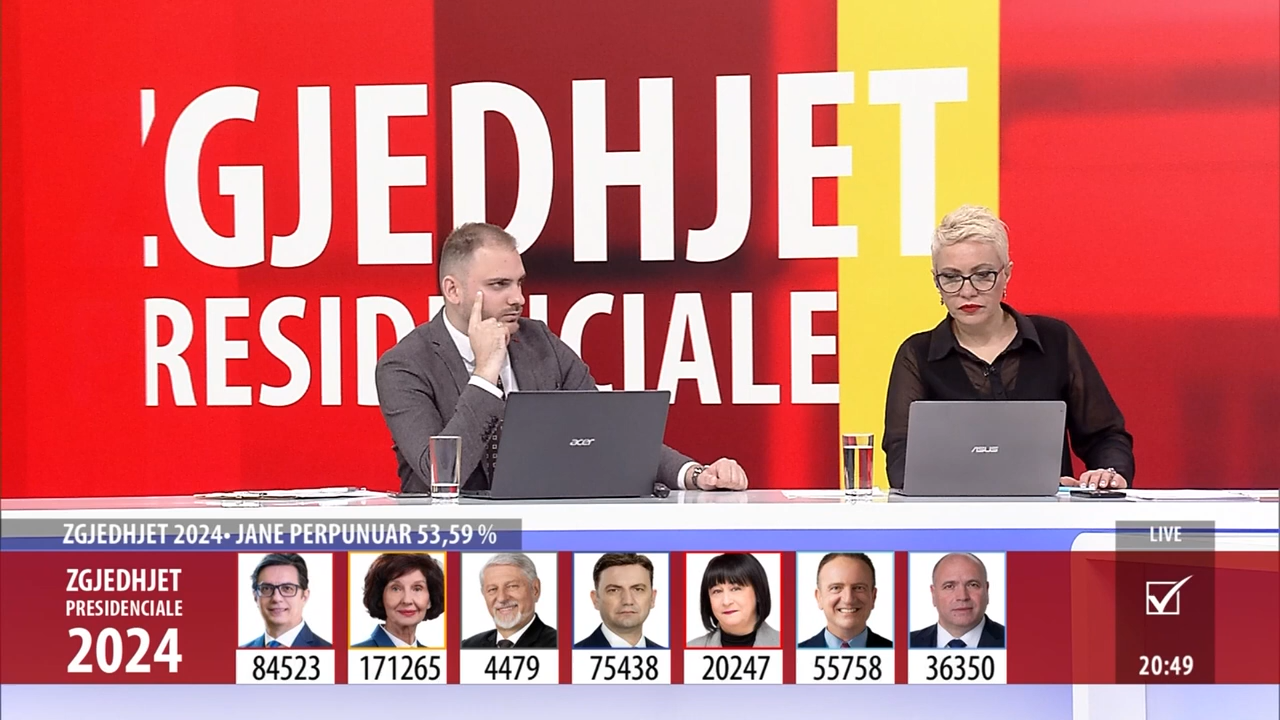 ZGJEDHJET
RESIDENCIALE
acer
ASUS
ZGJEDHJET 2024• JANE PERPUNUAR 53,59 %
LIVE
ZGJEDHJET
PRESIDENCIALE
2024
84523
171265
4479
75438
20247
55758
36350
20:49